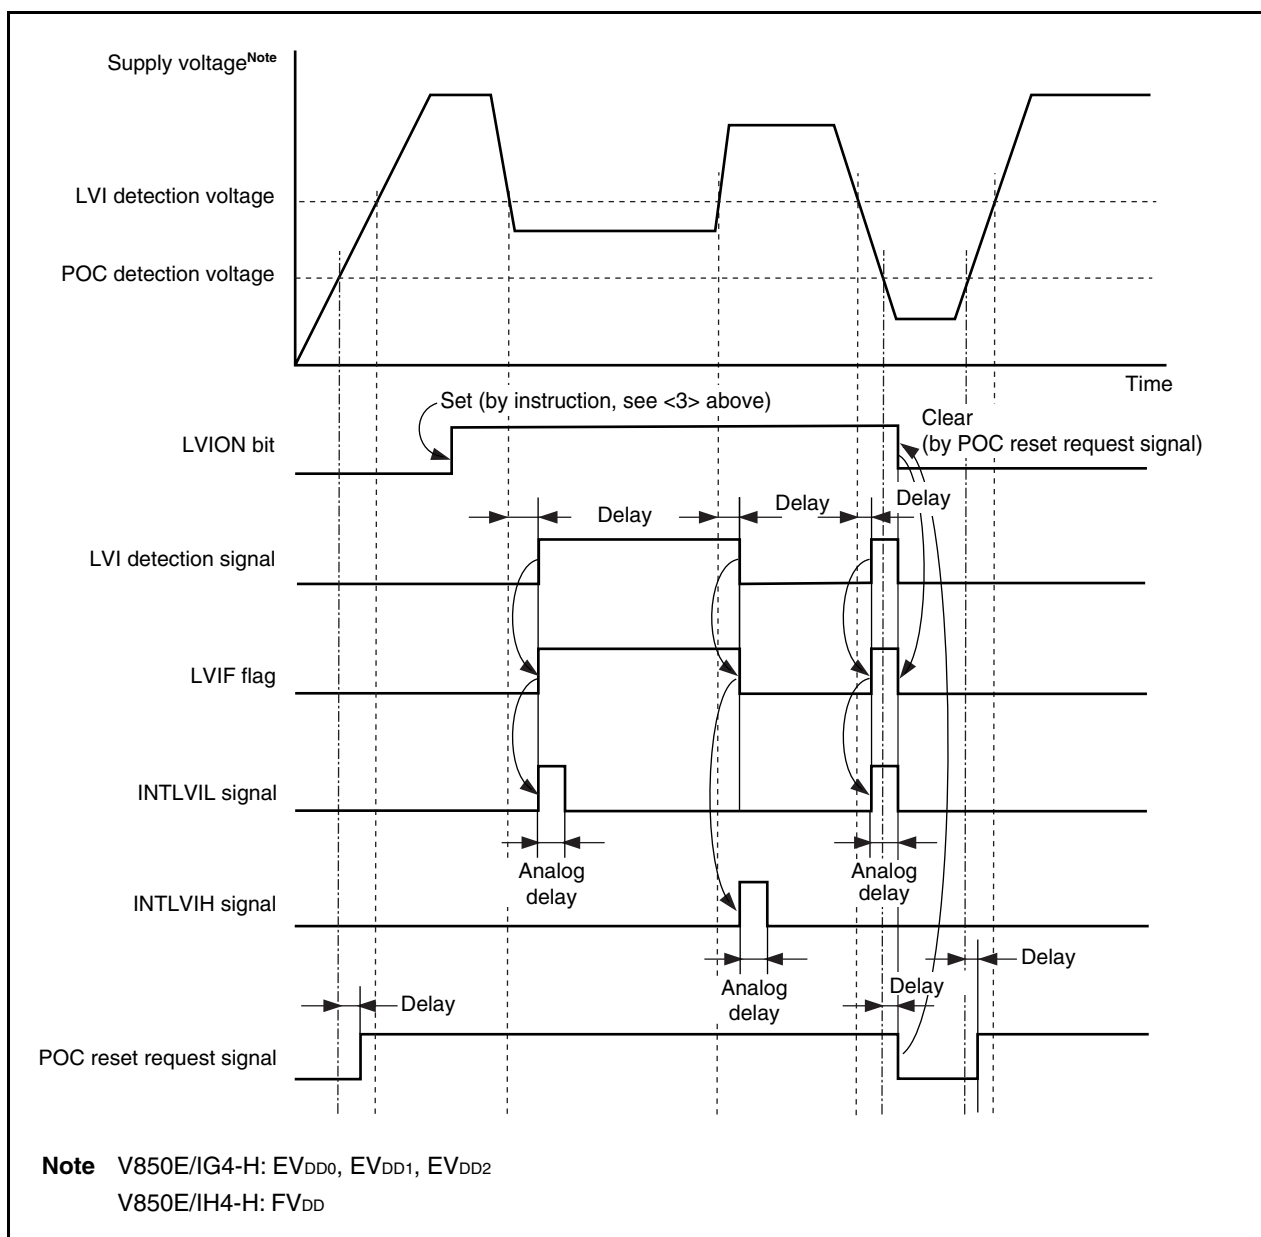 Supply voltageNote
LVI detection voltage
POC detection voltage
Time
Set (by instruction, see <3> above)
Clear
(by POC reset request signal)
LVION bit
Delay
Delay
Delay
LVI detection signal
LVIF flag
INTLVIL signal
Analog
delay
Analog
delay
INTLVIH signal
Delay
Analog
delay
Delay
Delay
POC reset request signal
Note V850E/IG4-H: EVDD0, EVDD1, EVDD2
V850E/IH4-H: FVDD